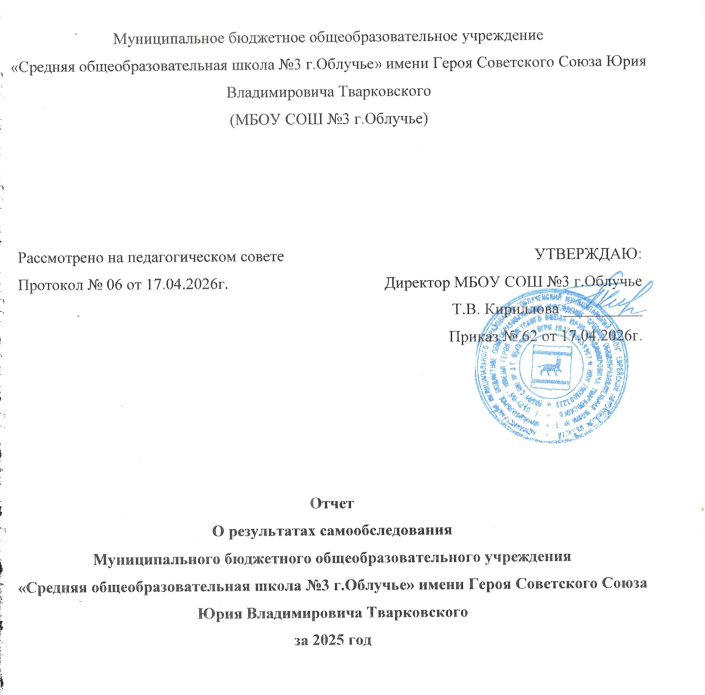 Муниципальное бюджетное общеобразовательное учреждение
«Средняя общеобразовательная школа №3 г.Облучье» имени Героя Советского Союза Юрия
Владимировича Тварковского
(МБОУ СОШ №3 г.Облучье)
Рассмотрено на педагогическом совете
Протокол № 06 от 17.04.2026г.
УТВЕРЖДАЮ:
Директор МБОУ СОШ №3 г.Облучье
Т.В. Кириллова
Приказ № 62 от 17.04.2026г.
Отчет
О результатах самообследования
Муниципального бюджетного общеобразовательного учреждения
«Средняя общеобразовательная школа №3 г.Облучье» имени Героя Советского Союза
Юрия Владимировича Тварковского
за 2025 год